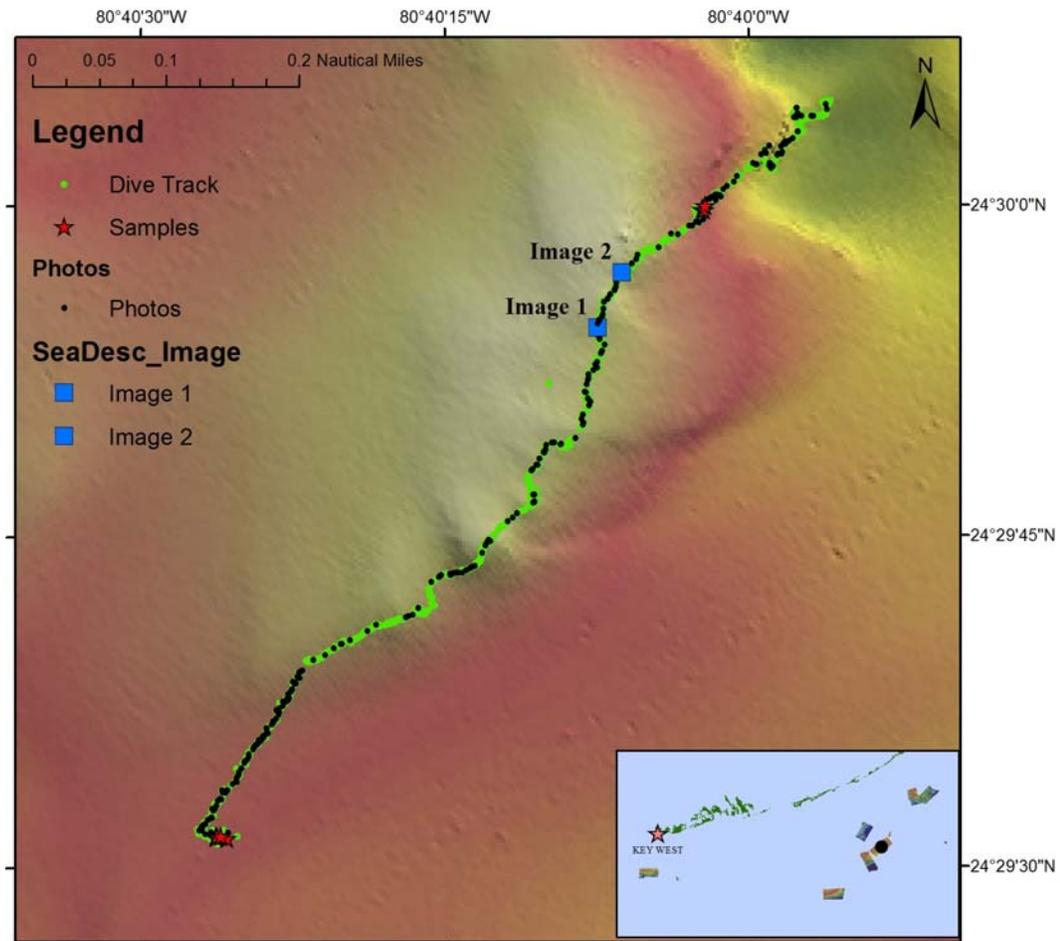 80°40'30"W 80°40'15"W 80°40'0"W
0 0.05 0.1 0.2 Nautical Miles
N
Legend
Dive Track
24°30'0"N
Samples
Image 2
Photos
Photos
Image 1
SeaDesc_Image
Image 1
Image 2
24°29'45"N
KEY WEST
24°29'30"N